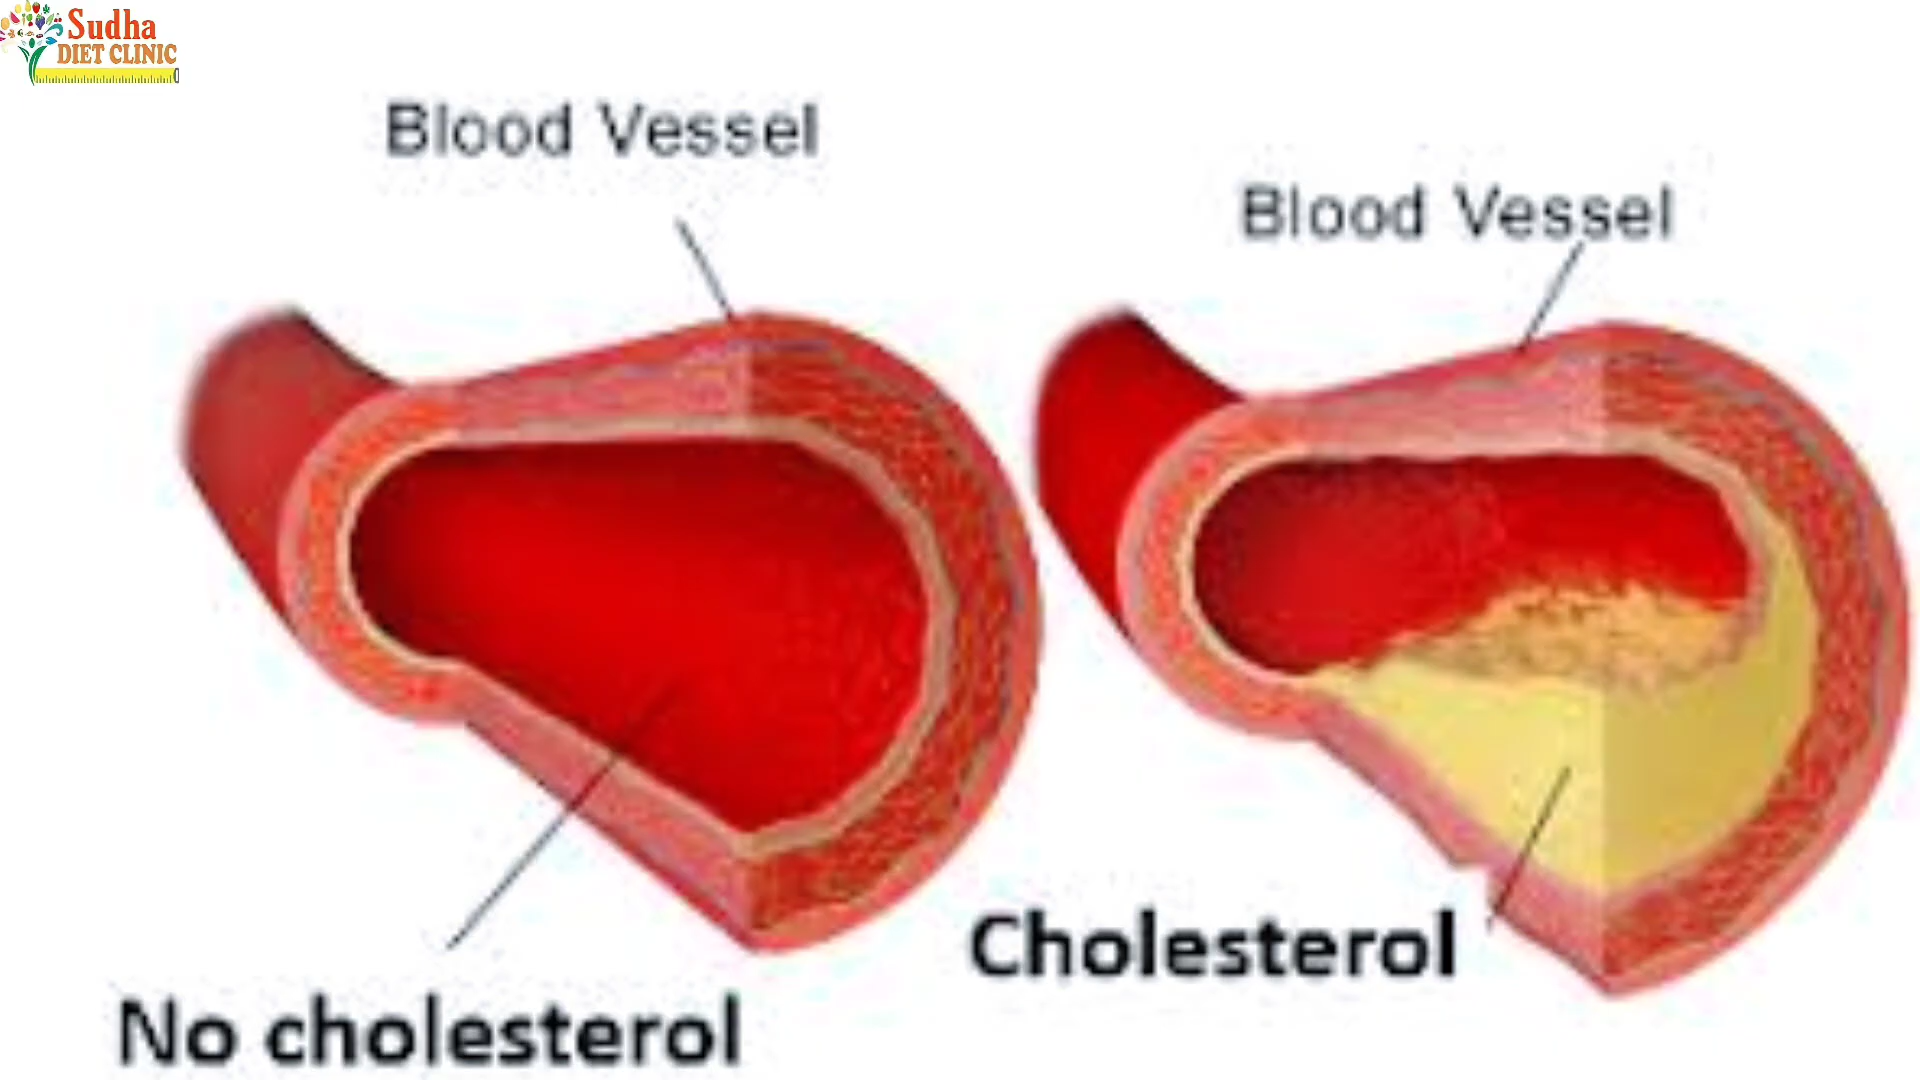 Sudha
DIET CLINIC
Blood Vessel
Blood Vessel
Cholesterol
No cholesterol